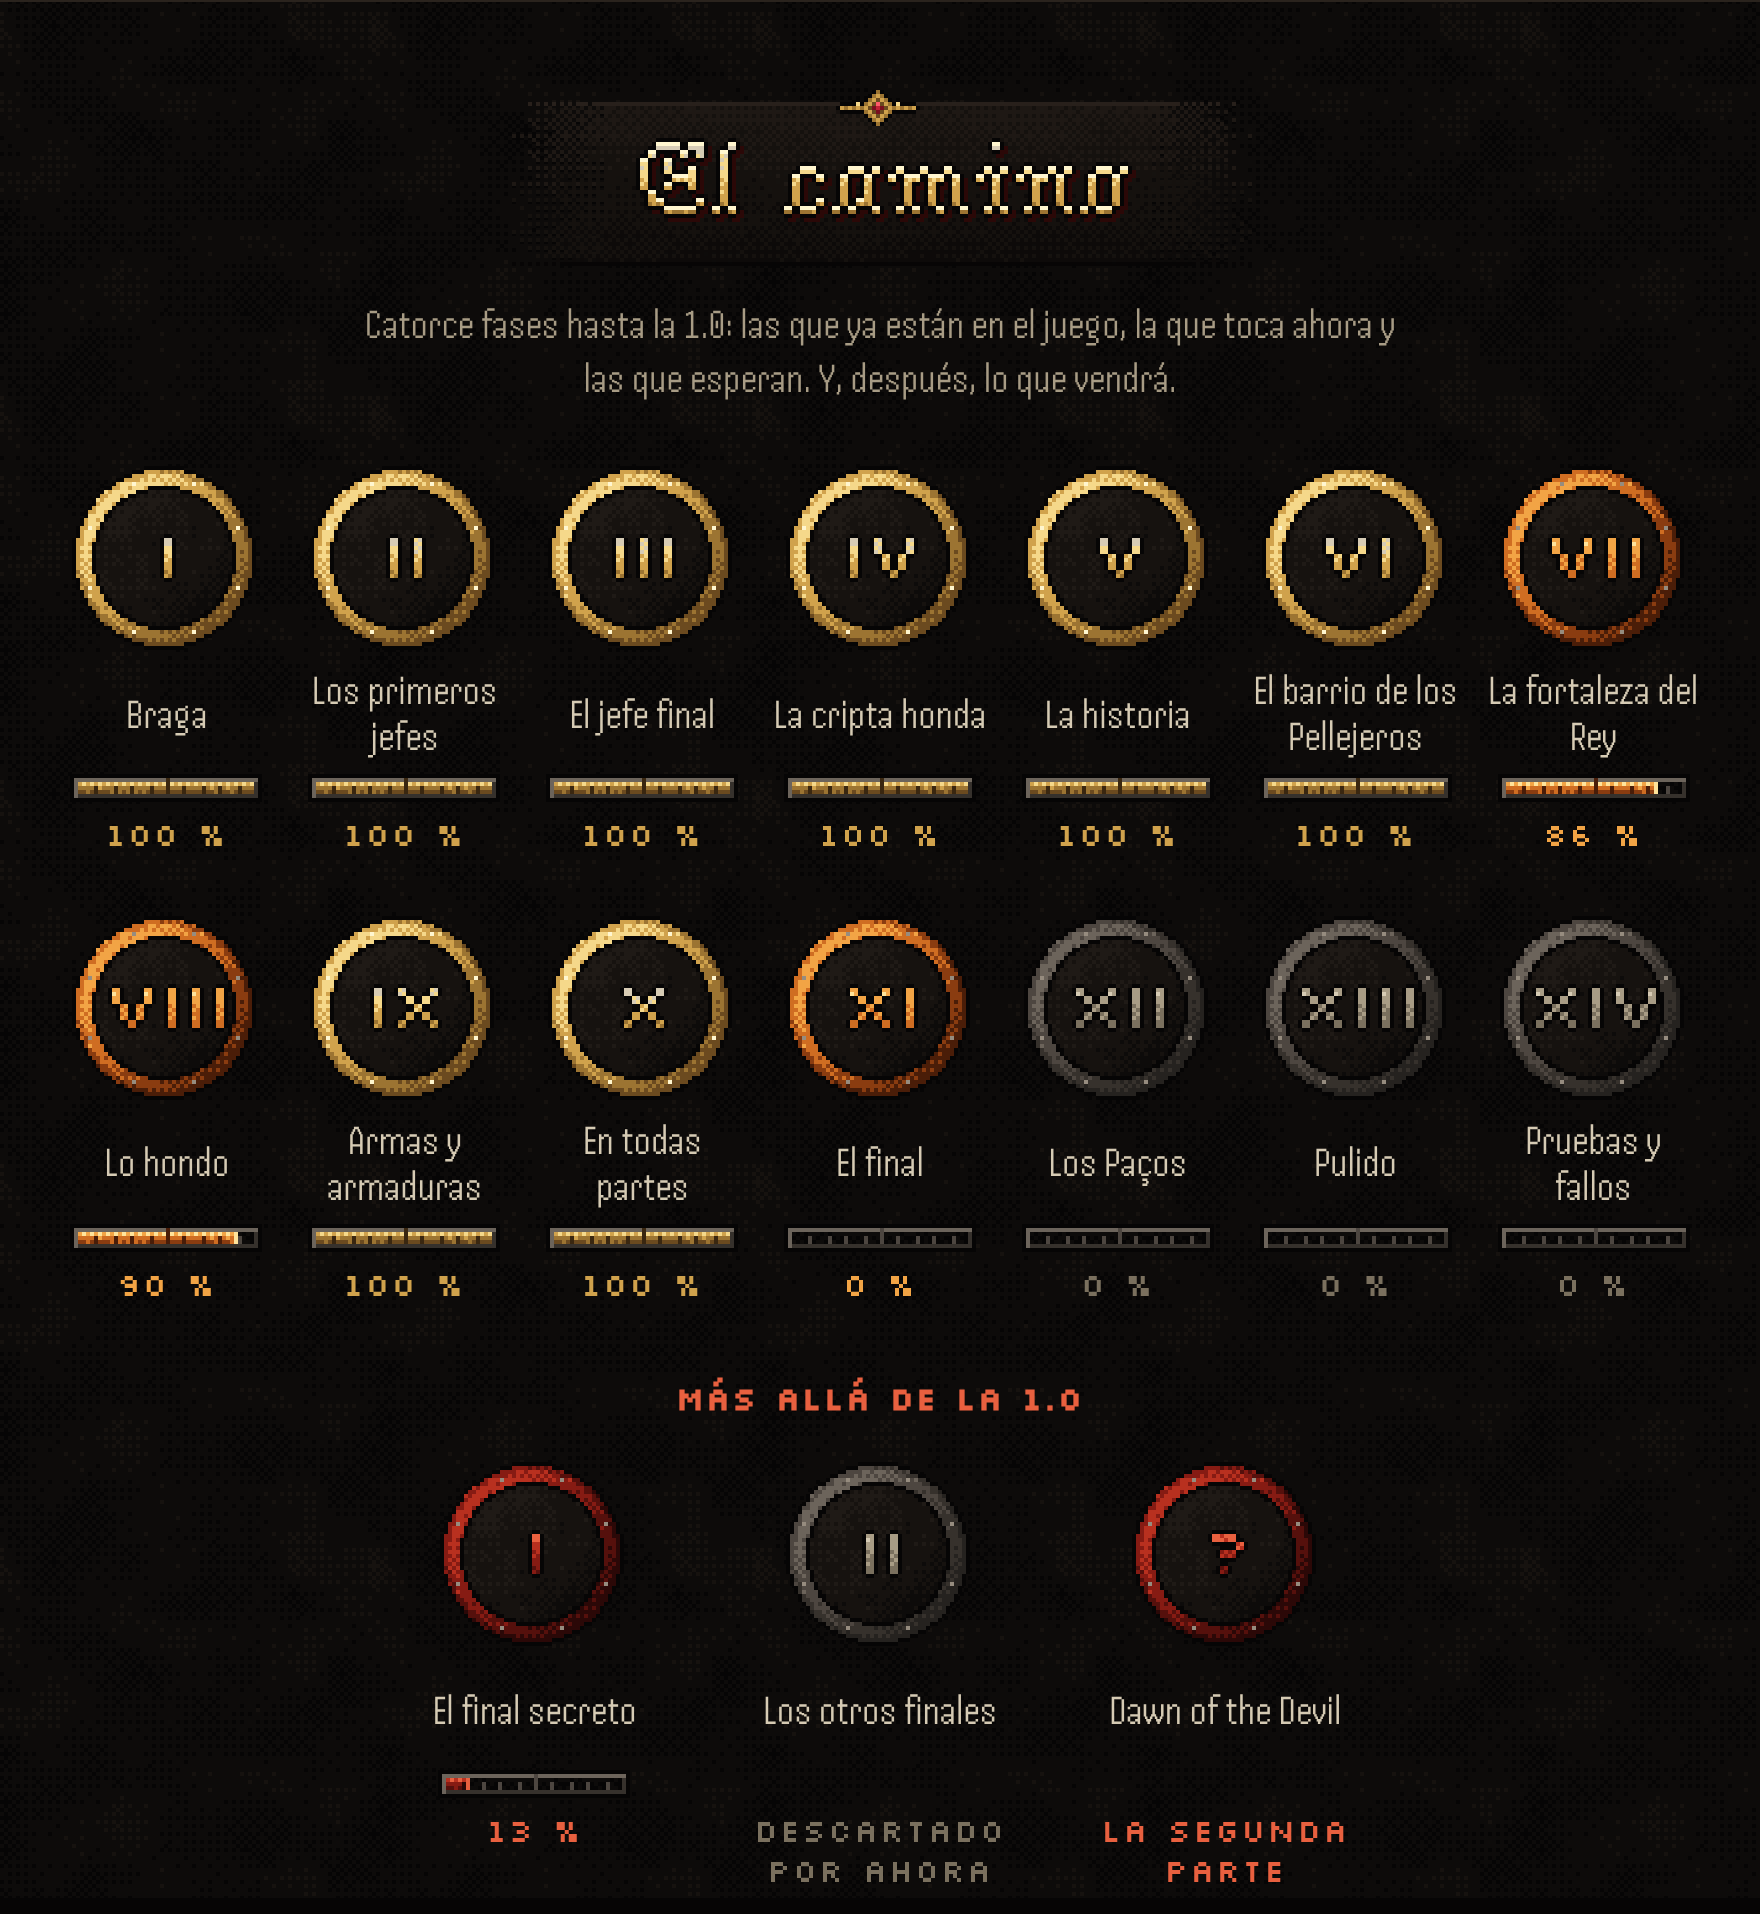 El camino
Catorce fases hasta la 1.0: las que ya están en el juego, la que toca ahora y
las que esperan. Y, después, lo que vendrá.
I II III IV V VI VII
Braga
Los primeros
jefes
El jefe final
La cripta honda
La historia
El barrio de los
Pellejeros
La fortaleza del
Rey
100 % 100 % 100 % 100 % 100 % 100 % 86 %
VIII IX X XI XII XIII XIV
Lo hondo
Armas y
armaduras
En todas
partes
El final
Los Paços
Pulido
Pruebas y
fallos
90 % 100 % 100 % 0 % 0 % 0 % 0 %
MÁS ALLÁ DE LA 1.0
I II ?
El final secreto
Los otros finales
Dawn of the Devil
13 %
DESCARTADO
POR AHORA
LA SEGUNDA
PARTE